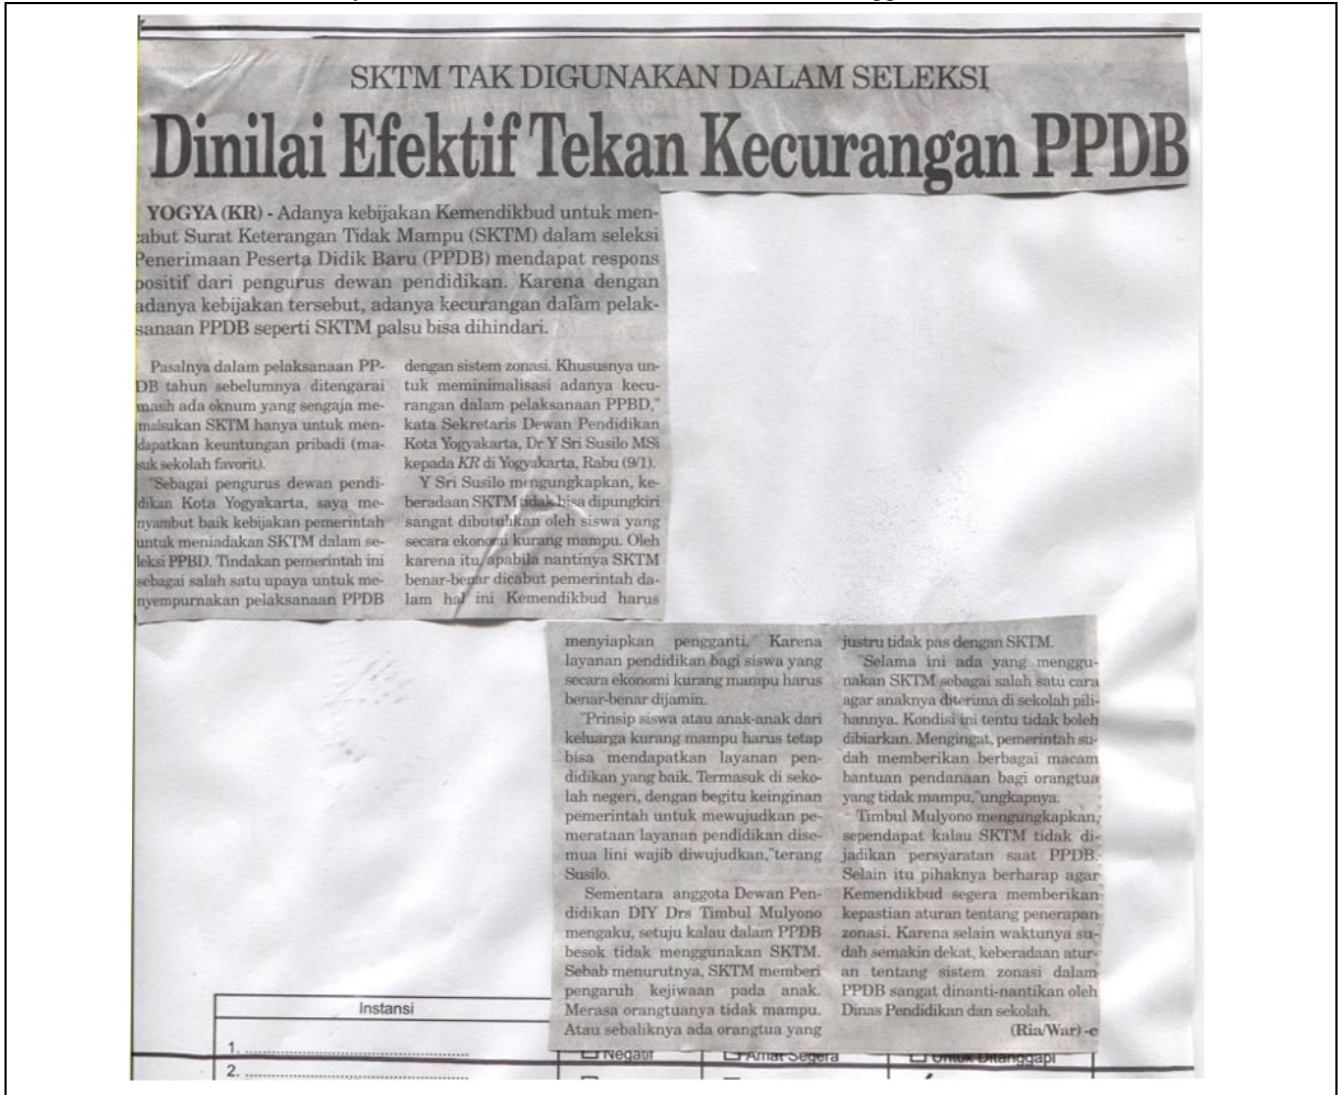 SKTM TAK DIGUNAKAN DALAM SELEKSI
Dinilai Efektif Tekan Kecurangan PPDB
YOGYA (KR) - Adanya kebijakan Kemendikbud untuk men-
cabut Surat Keterangan Tidak Mampu (SKTM) dalam seleksi
Penerimaan Peserta Didik Baru (PPDB) mendapat respons
positif dari pengurus dewan pendidikan. Karena dengan
adanya kebijakan tersebut, adanya kecurangan dalam pelak-
sanaan PPDB seperti SKTM palsu bisa dihindari.
Pasalnya dalam pelaksanaan PP-
DB tahun sebelumnya ditengarai
masih ada oknum yang sengaja me-
malsukan SKTM hanya untuk men-
dapatkan keuntungan pribadi (ma-
suk sekolah favorit).
"Sebagai pengurus dewan pendi-
dikan Kota Yogyakarta, saya me-
nyambut baik kebijakan pemerintah
untuk meniadakan SKTM dalam se-
leksi PPBD. Tindakan pemerintah ini
sebagai salah satu upaya untuk me-
nyempurnakan pelaksanaan PPDB
dengan sistem zonasi. Khususnya un-
tuk meminimalisasi adanya kecu-
rangan dalam pelaksanaan PPBD,"
kata Sekretaris Dewan Pendidikan
Kota Yogyakarta, Dr Y Sri Susilo MSi
kepada KR di Yogyakarta, Rabu (9/1).
Y Sri Susilo mengungkapkan, ke-
beradaan SKTM tidak bisa dipungkiri
sangat dibutuhkan oleh siswa yang
secara ekonomi kurang mampu. Oleh
karena itu, apabila nantinya SKTM
benar-benar dicabut pemerintah da-
lam hal ini Kemendikbud harus
menyiapkan pengganti. Karena
layanan pendidikan bagi siswa yang
secara ekonomi kurang mampu harus
benar-benar dijamin.
"Prinsip siswa atau anak-anak dari
keluarga kurang mampu harus tetap
bisa mendapatkan layanan pen-
didikan yang baik. Termasuk di seko-
lah negeri, dengan begitu keinginan
pemerintah untuk mewujudkan pe-
merataan layanan pendidikan dise-
mua lini wajib diwujudkan,"terang
Susilo.
Sementara anggota Dewan Pen-
didikan DIY Drs Timbul Mulyono
mengaku, setuju kalau dalam PPDB
besok tidak menggunakan SKTM.
Sebab menurutnya, SKTM memberi
pengaruh kejiwaan pada anak.
Merasa orangtuanya tidak mampu.
Atau sebaliknya ada orangtua yang
justru tidak pas dengan SKTM.
"Selama ini ada yang menggu-
nakan SKTM sebagai salah satu cara
agar anaknya diterima di sekolah pili-
hannya. Kondisi ini tentu tidak boleh
dibiarkan. Mengingat, pemerintah su-
dah memberikan berbagai macam
bantuan pendanaan bagi orangtua
yang tidak mampu,"ungkapnya.
Timbul Mulyono mengungkapkan,
sependapat kalau SKTM tidak di-
jadikan persyaratan saat PPDB.
Selain itu pihaknya berharap agar
Kemendikbud segera memberikan
kepastian aturan tentang penerapan
zonasi. Karena selain waktunya su-
dah semakin dekat, keberadaan atur-
an tentang sistem zonasi dalam
PPDB sangat dinanti-nantikan oleh
Dinas Pendidikan dan sekolah.
(Ria/War) -c
Instansi
1. ........................................
Negatif Amat Segera Untuk Ditanggapi
2. ........................................